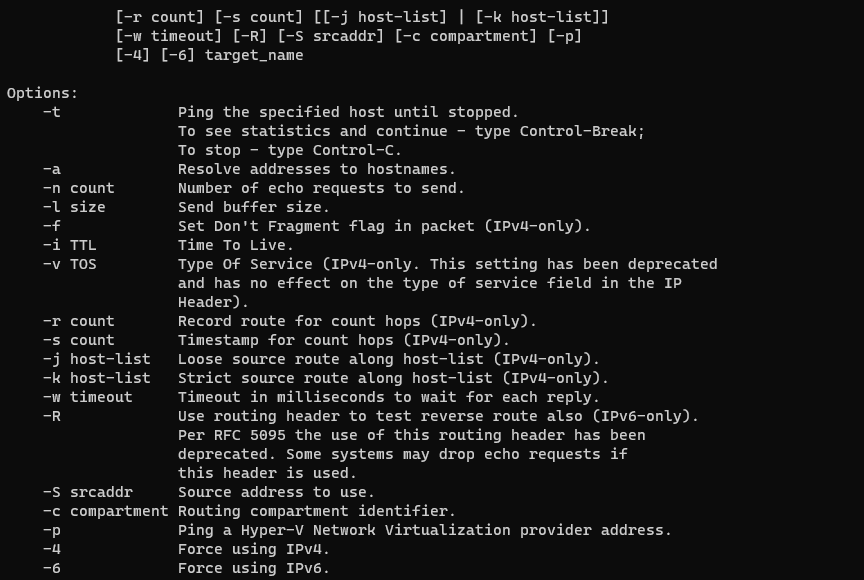 [-r count] [-s count] [[-j host-list] | [-k host-list]]
[-w timeout] [-R] [-S srcaddr] [-c compartment] [-p]
[-4] [-6] target_name
Options:
-t Ping the specified host until stopped.
To see statistics and continue - type Control-Break;
To stop - type Control-C.
-a Resolve addresses to hostnames.
-n count Number of echo requests to send.
-l size Send buffer size.
-f Set Don't Fragment flag in packet (IPv4-only).
-i TTL Time To Live.
-v TOS Type Of Service (IPv4-only. This setting has been deprecated
and has no effect on the type of service field in the IP
Header).
-r count Record route for count hops (IPv4-only).
-s count Timestamp for count hops (IPv4-only).
-j host-list Loose source route along host-list (IPv4-only).
-k host-list Strict source route along host-list (IPv4-only).
-w timeout Timeout in milliseconds to wait for each reply.
-R Use routing header to test reverse route also (IPv6-only).
Per RFC 5095 the use of this routing header has been
deprecated. Some systems may drop echo requests if
this header is used.
-S srcaddr Source address to use.
-c compartment Routing compartment identifier.
-p Ping a Hyper-V Network Virtualization provider address.
-4 Force using IPv4.
-6 Force using IPv6.